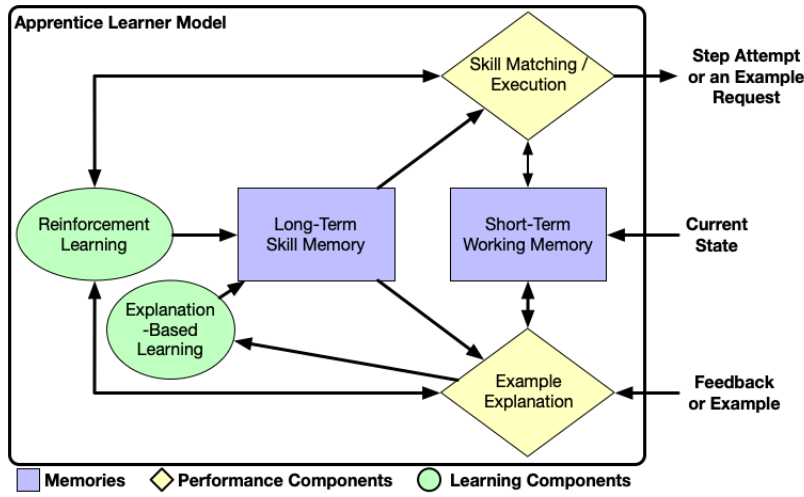 Apprentice Learner Model
Skill Matching /
Execution
Step Attempt
or an Example
Request
Reinforcement
Learning
Long-Term
Skill Memory
Short-Term
Working Memory
Current
State
Explanation
-Based
Learning
Example
Explanation
Feedback
or Example
Memories
Performance Components
Learning Components